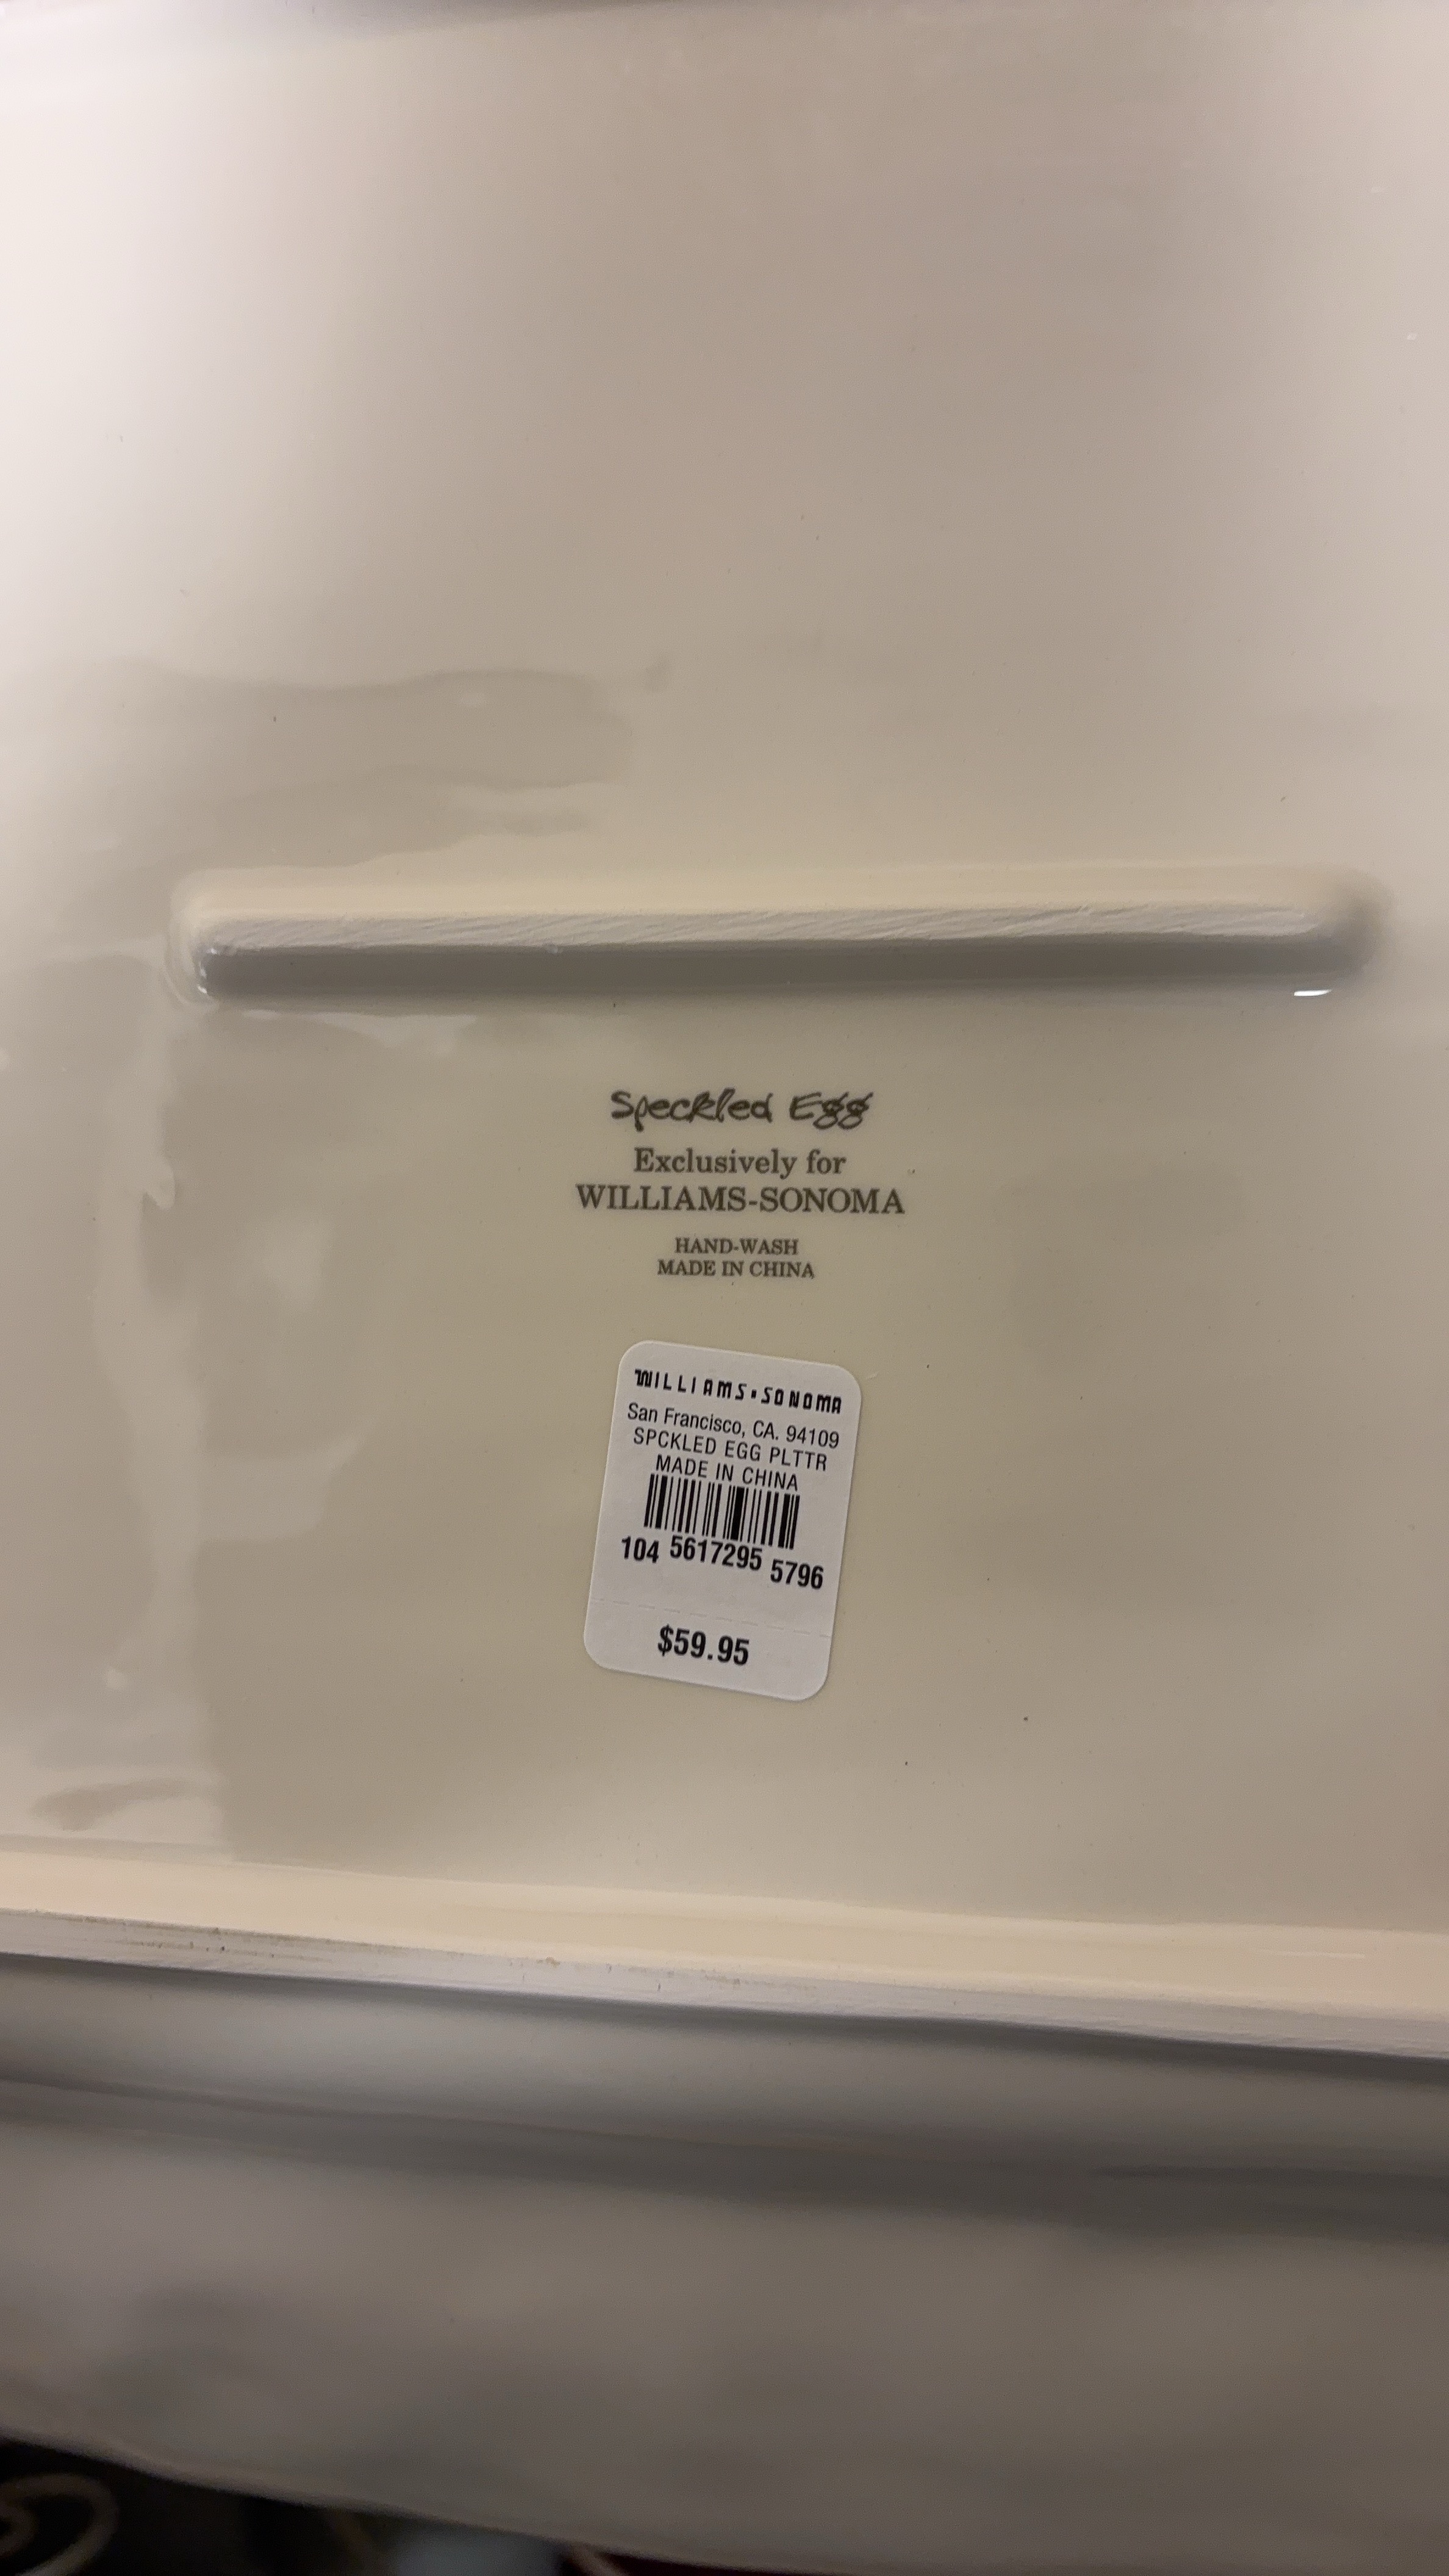 Speckled Egg
Exclusively for
WILLIAMS-SONOMA
HAND-WASH
MADE IN CHINA
WILLIAMS▪SONOMA
San Francisco, CA. 94109
SPCKLED EGG PLTTR
MADE IN CHINA
104 5617295 5796
$59.95